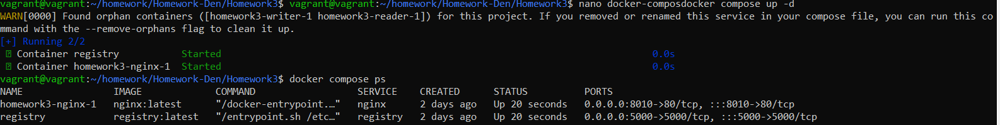 vagrant@vagrant:~/homework/Homework-Den/Homework3$ vagrant@vagrant:~/homework/Homework-Den/Homework3$ nano docker-composdocker compose up -d
WARN[0000] Found orphan containers ([homework3-writer-1 homework3-reader-1]) for this project. If you removed or renamed this service in your compose file, you can run this co
mmand with the --remove-orphans flag to clean it up.
[+] Running 2/2
Container registry Started 0.0s
Container homework3-nginx-1 Started 0.0s
vagrant@vagrant:~/homework/Homework-Den/Homework3$ docker compose ps
NAME IMAGE COMMAND SERVICE CREATED STATUS PORTS
homework3-nginx-1 nginx:latest "/docker-entrypoint.…" nginx 2 days ago Up 20 seconds 0.0.0.0:8010->80/tcp, :::8010->80/tcp
registry registry:latest "/entrypoint.sh /etc…" registry 2 days ago Up 20 seconds 0.0.0.0:5000->5000/tcp, :::5000->5000/tcp